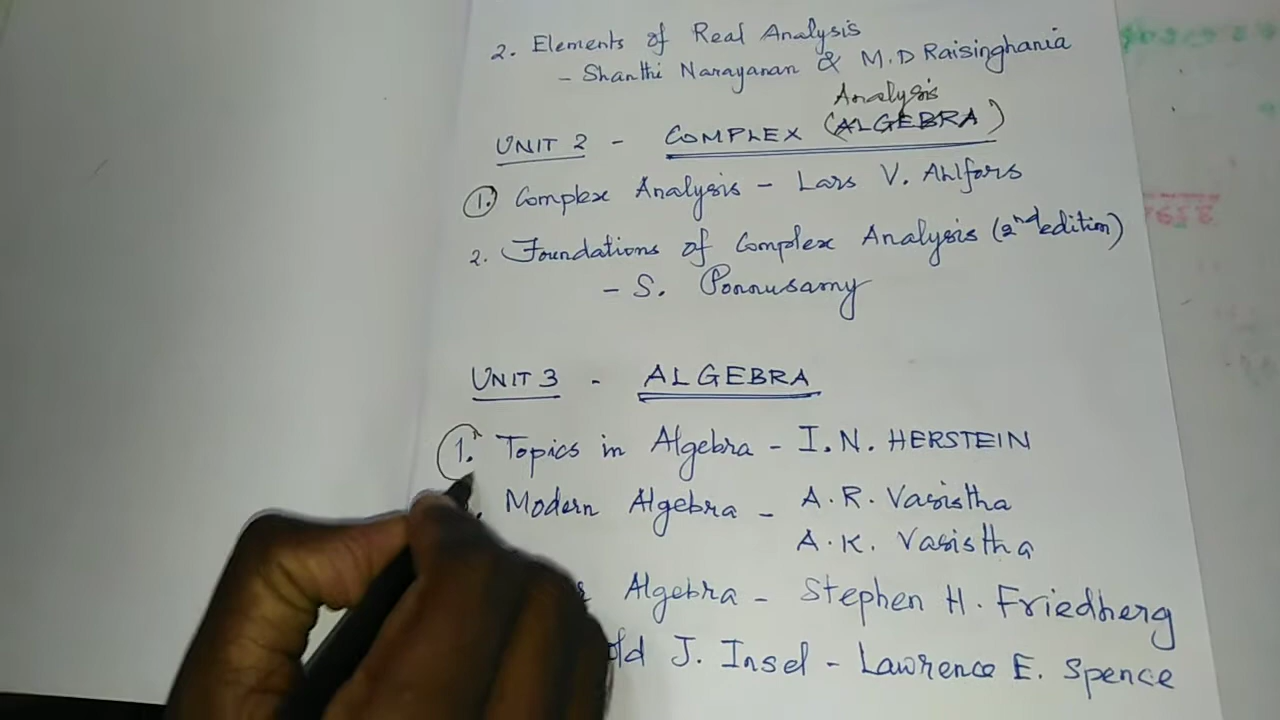 2. Elements of Real Analysis
- Shanthi Narayanan & M.D Raisinghania
Analysis
UNIT 2 - COMPLEX (ALGEBRA)
1. Complex Analysis - Lars V. Ahlfors
2. Foundations of Complex Analysis (2nd edition)
- S. Ponnusamy
UNIT 3 - ALGEBRA
1. Topics in Algebra - I.N. HERSTEIN
Modern Algebra - A.R. Vasistha
A.K. Vasistha
Algebra - Stephen H. Friedberg
J. Insel - Lawrence E. Spence